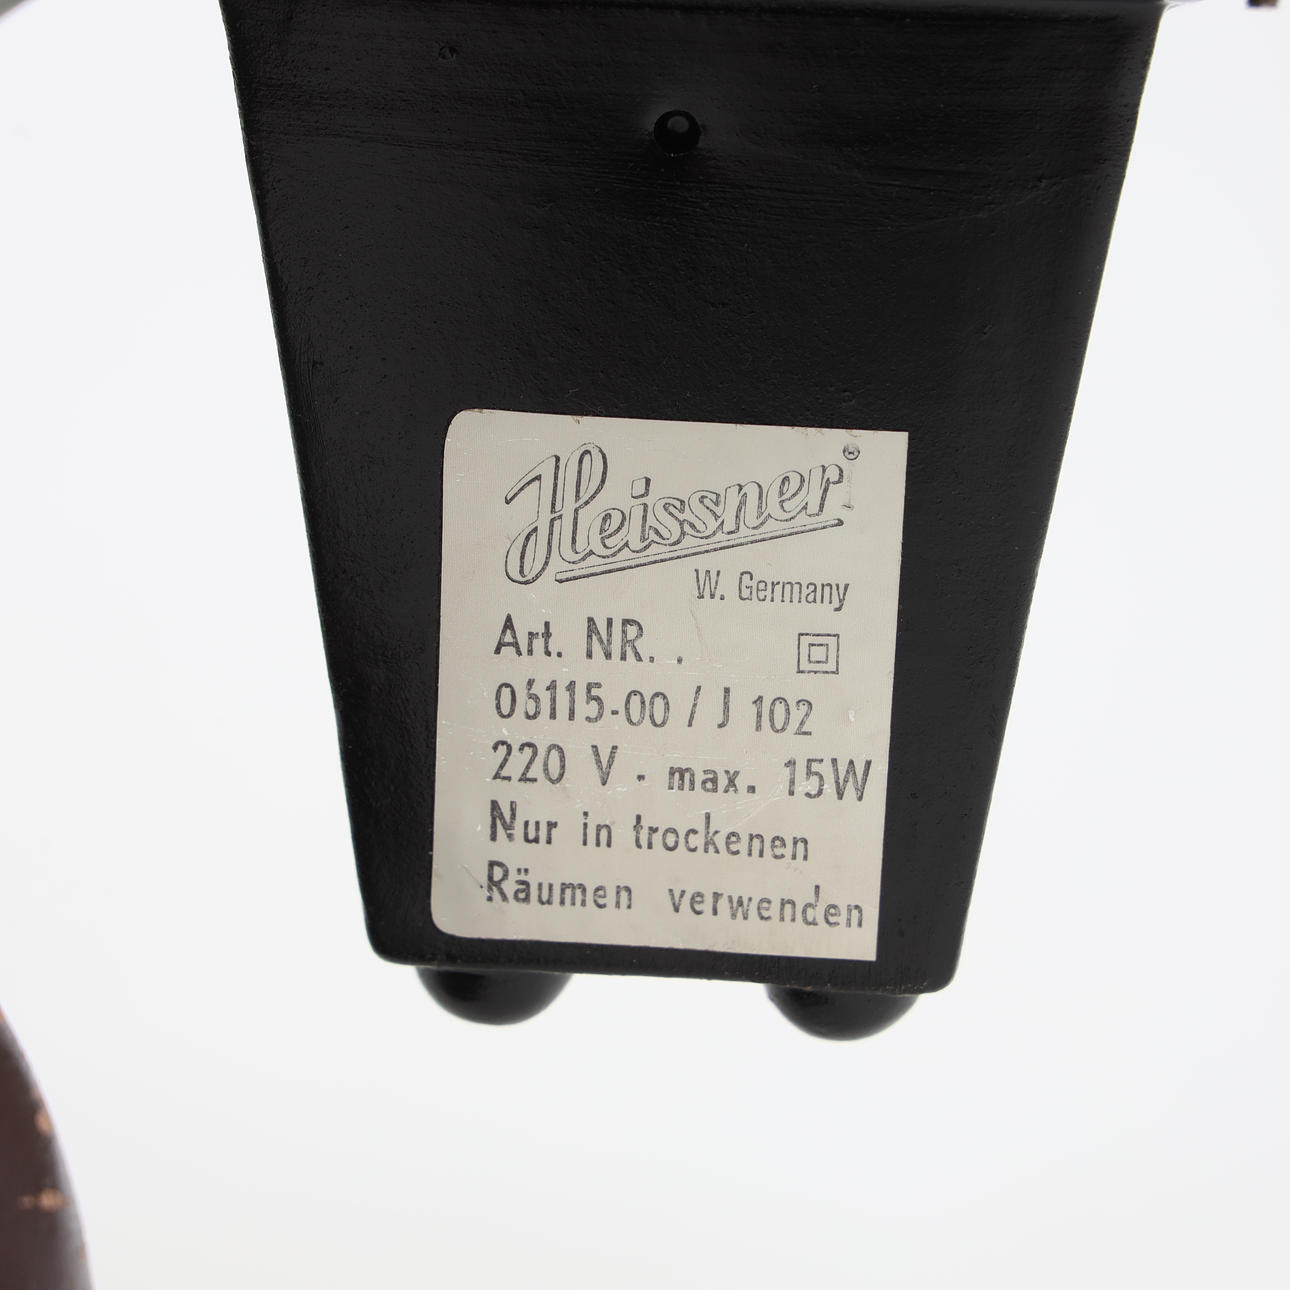 Heissner®
W. Germany
Art. NR. .
06115-00 / J 102
220 V - max. 15W
Nur in trockenen
Räumen verwenden